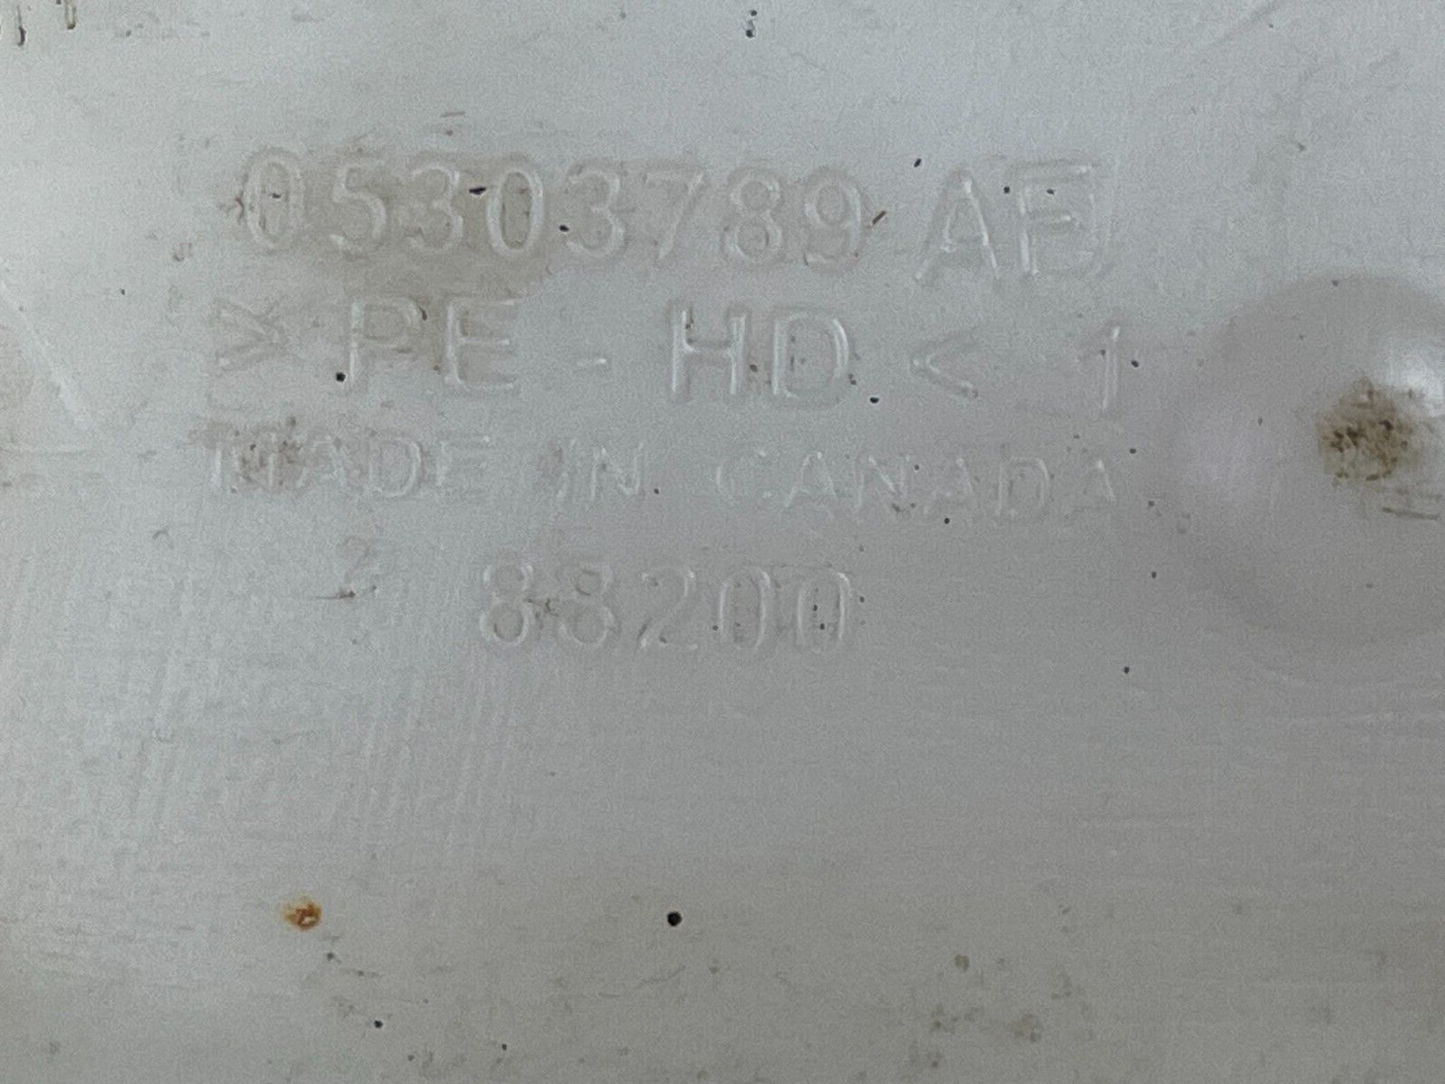 05303789 AE
>PE-HD< 1
MADE IN CANADA
2
88200